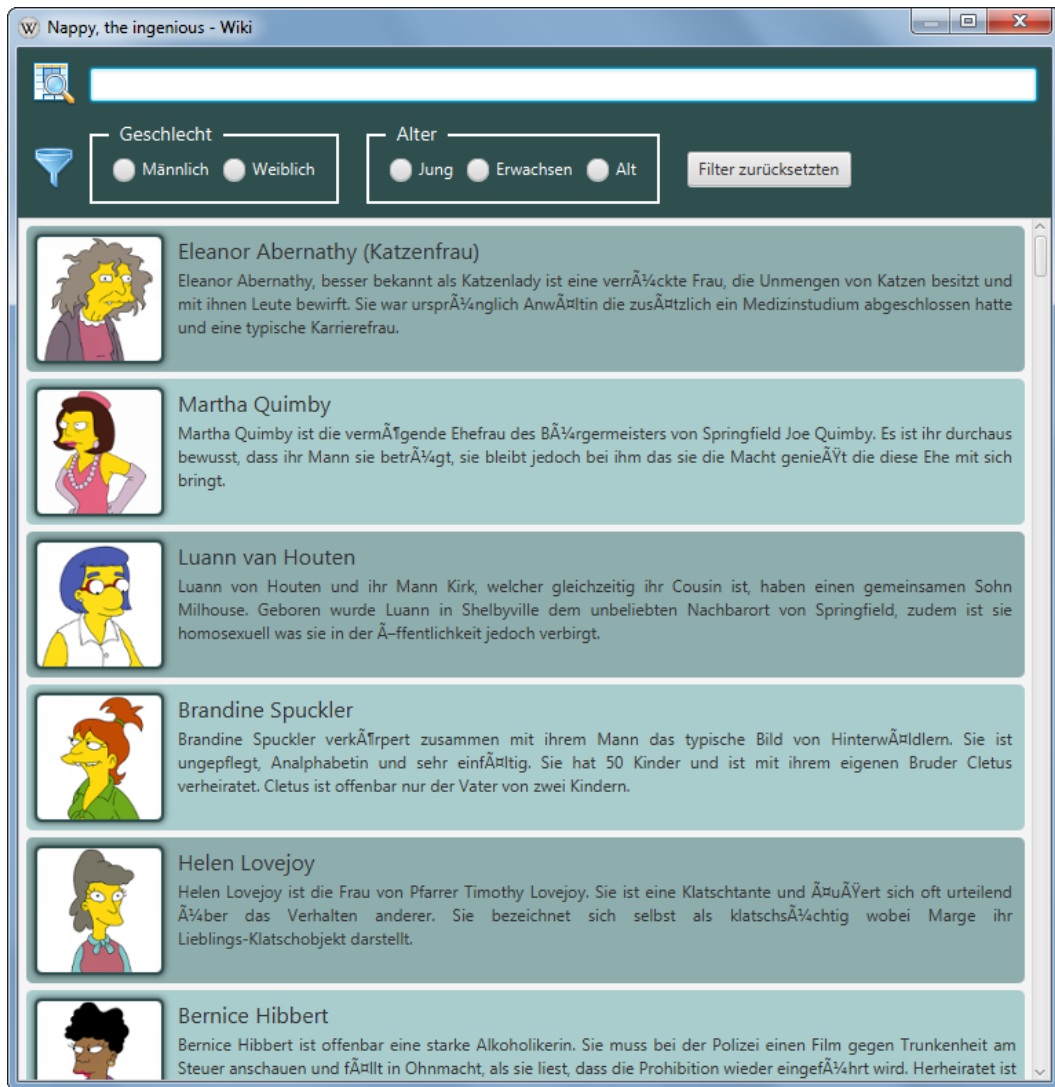 Nappy, the ingenious - Wiki
Geschlecht
Alter
Männlich
Weiblich
Jung
Erwachsen
Alt
Filter zurücksetzten
Eleanor Abernathy (Katzenfrau)
Eleanor Abernathy, besser bekannt als Katzenlady ist eine verrÃ¼ckte Frau, die Unmengen von Katzen besitzt und
mit ihnen Leute bewirft. Sie war ursprÃ¼nglich AnwÃ¤ltin die zusÃ¤tzlich ein Medizinstudium abgeschlossen hatte
und eine typische Karrierefrau.
Martha Quimby
Martha Quimby ist die vermÃ¶gende Ehefrau des BÃ¼rgermeisters von Springfield Joe Quimby. Es ist ihr durchaus
bewusst, dass ihr Mann sie betrÃ¼gt, sie bleibt jedoch bei ihm das sie die Macht genieÃŸt die diese Ehe mit sich
bringt.
Luann van Houten
Luann von Houten und ihr Mann Kirk, welcher gleichzeitig ihr Cousin ist, haben einen gemeinsamen Sohn
Milhouse. Geboren wurde Luann in Shelbyville dem unbeliebten Nachbarort von Springfield, zudem ist sie
homosexuell was sie in der Ã–ffentlichkeit jedoch verbirgt.
Brandine Spuckler
Brandine Spuckler verkÃ¶rpert zusammen mit ihrem Mann das typische Bild von HinterwÃ¤ldlern. Sie ist
ungepflegt, Analphabetin und sehr einfÃ¤ltig. Sie hat 50 Kinder und ist mit ihrem eigenen Bruder Cletus
verheiratet. Cletus ist offenbar nur der Vater von zwei Kindern.
Helen Lovejoy
Helen Lovejoy ist die Frau von Pfarrer Timothy Lovejoy. Sie ist eine Klatschtante und Ã¤uÃŸert sich oft urteilend
Ã¼ber das Verhalten anderer. Sie bezeichnet sich selbst als klatschsÃ¼chtig wobei Marge ihr
Lieblings-Klatschobjekt darstellt.
Bernice Hibbert
Bernice Hibbert ist offenbar eine starke Alkoholikerin. Sie muss bei der Polizei einen Film gegen Trunkenheit am
Steuer anschauen und fÃ¤llt in Ohnmacht, als sie liest, dass die Prohibition wieder eingefÃ¼hrt wird. Herheiratet ist